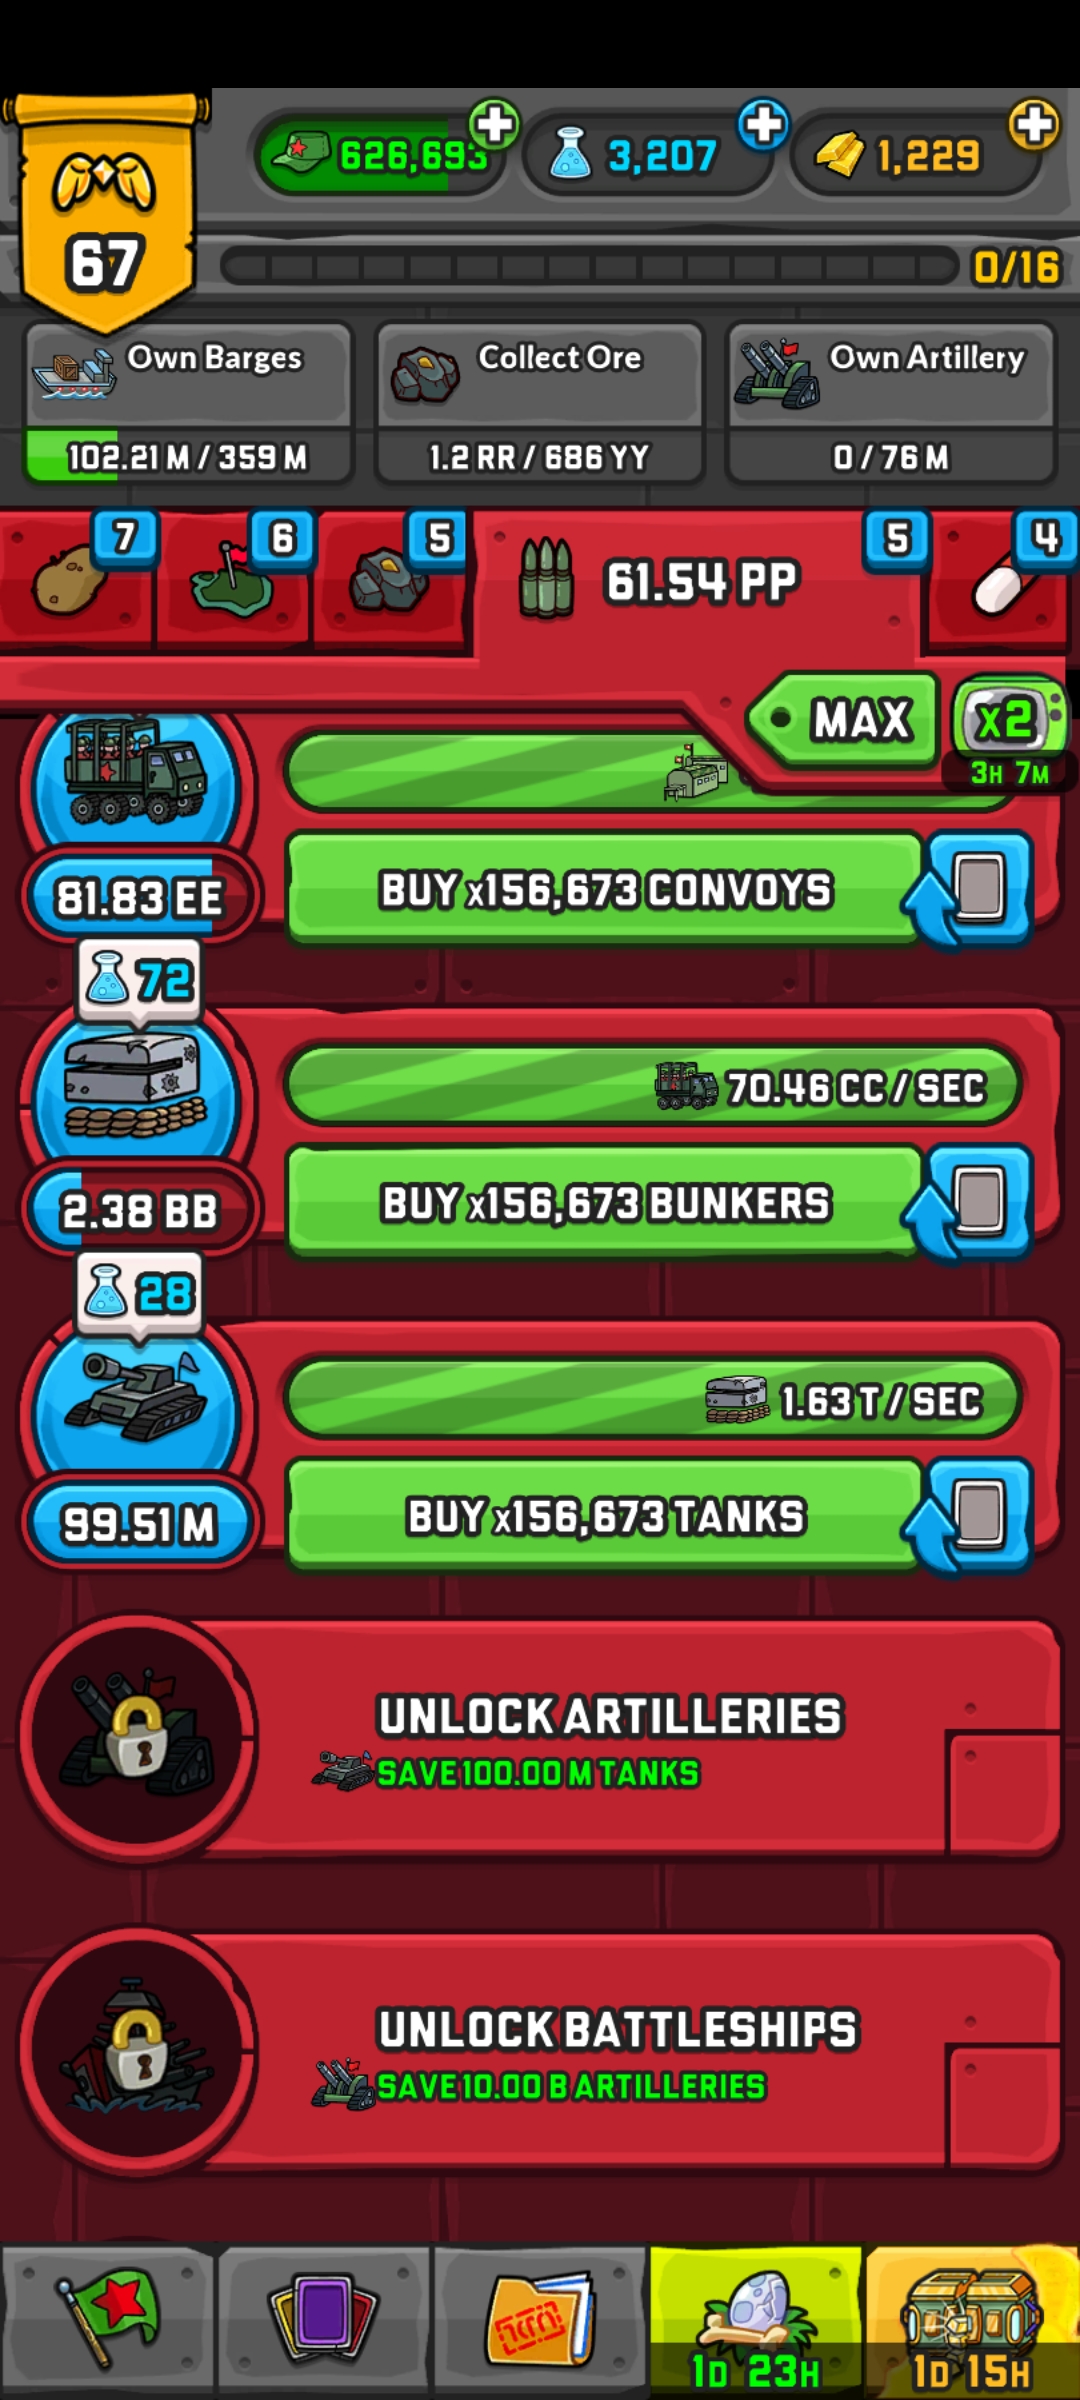 626,693
3,207
1,229
67
0/16
Own Barges
Collect Ore
Own Artillery
102.21 M / 359 M
1.2 RR / 686 YY
0 / 76 M
7
6
5
61.54 PP
5
4
MAX
x2
3H 7M
81.83 EE
BUY x156,673 CONVOYS
72
70.46 CC / SEC
2.38 BB
BUY x156,673 BUNKERS
28
1.63 T / SEC
99.51 M
BUY x156,673 TANKS
UNLOCK ARTILLERIES
SAVE 100.00 M TANKS
UNLOCK BATTLESHIPS
SAVE 10.00 B ARTILLERIES
1D 23H
1D 15H